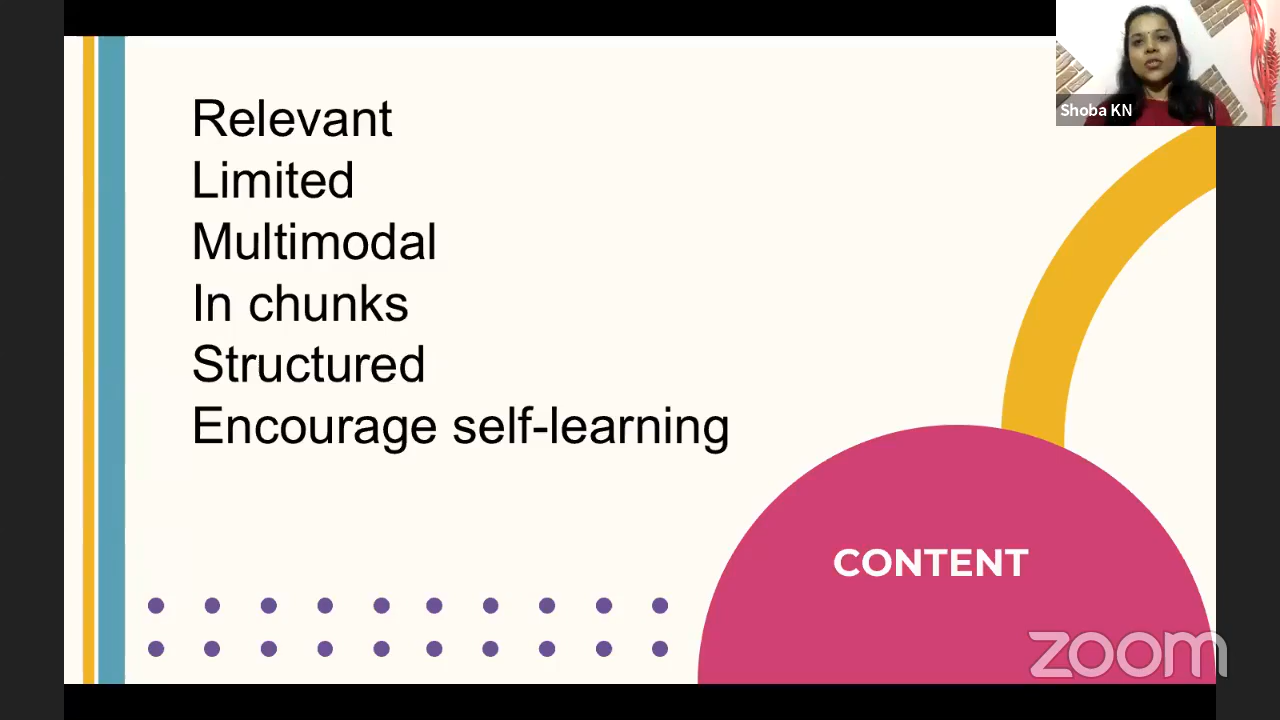 Relevant
Limited
Multimodal
In chunks
Structured
Encourage self-learning
CONTENT
Shoba KN
zoom